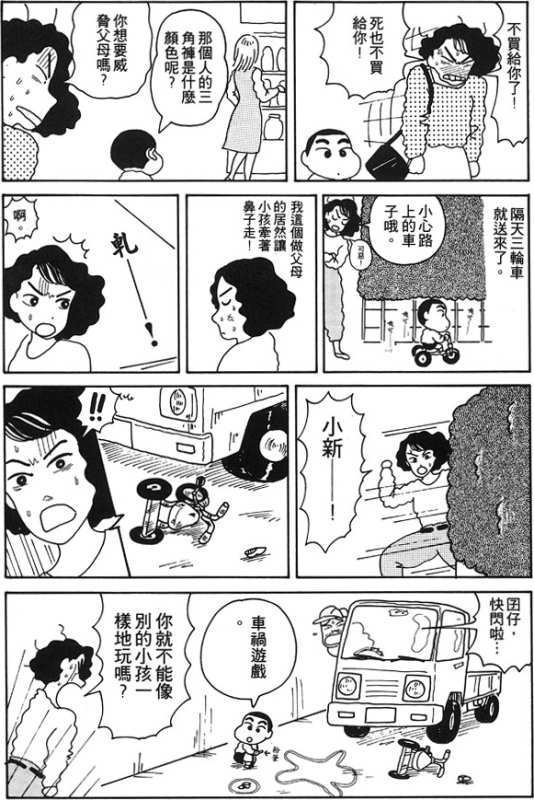 不買給你了！
死也不買
給你！
那個人的三
角褲是什麼
顏色呢？
你想要威
脅父母嗎？
隔天三輪車
就送來了。
小心路
上的車
子哦。
可惡！
我這個做父母
的居然讓
小孩牽著
鼻子走！
軋——！
啊。
小新——！
!!
囝仔，
快閃啦…
車禍遊戲
。
粉筆
你就不能像
別的小孩一
樣地玩嗎？